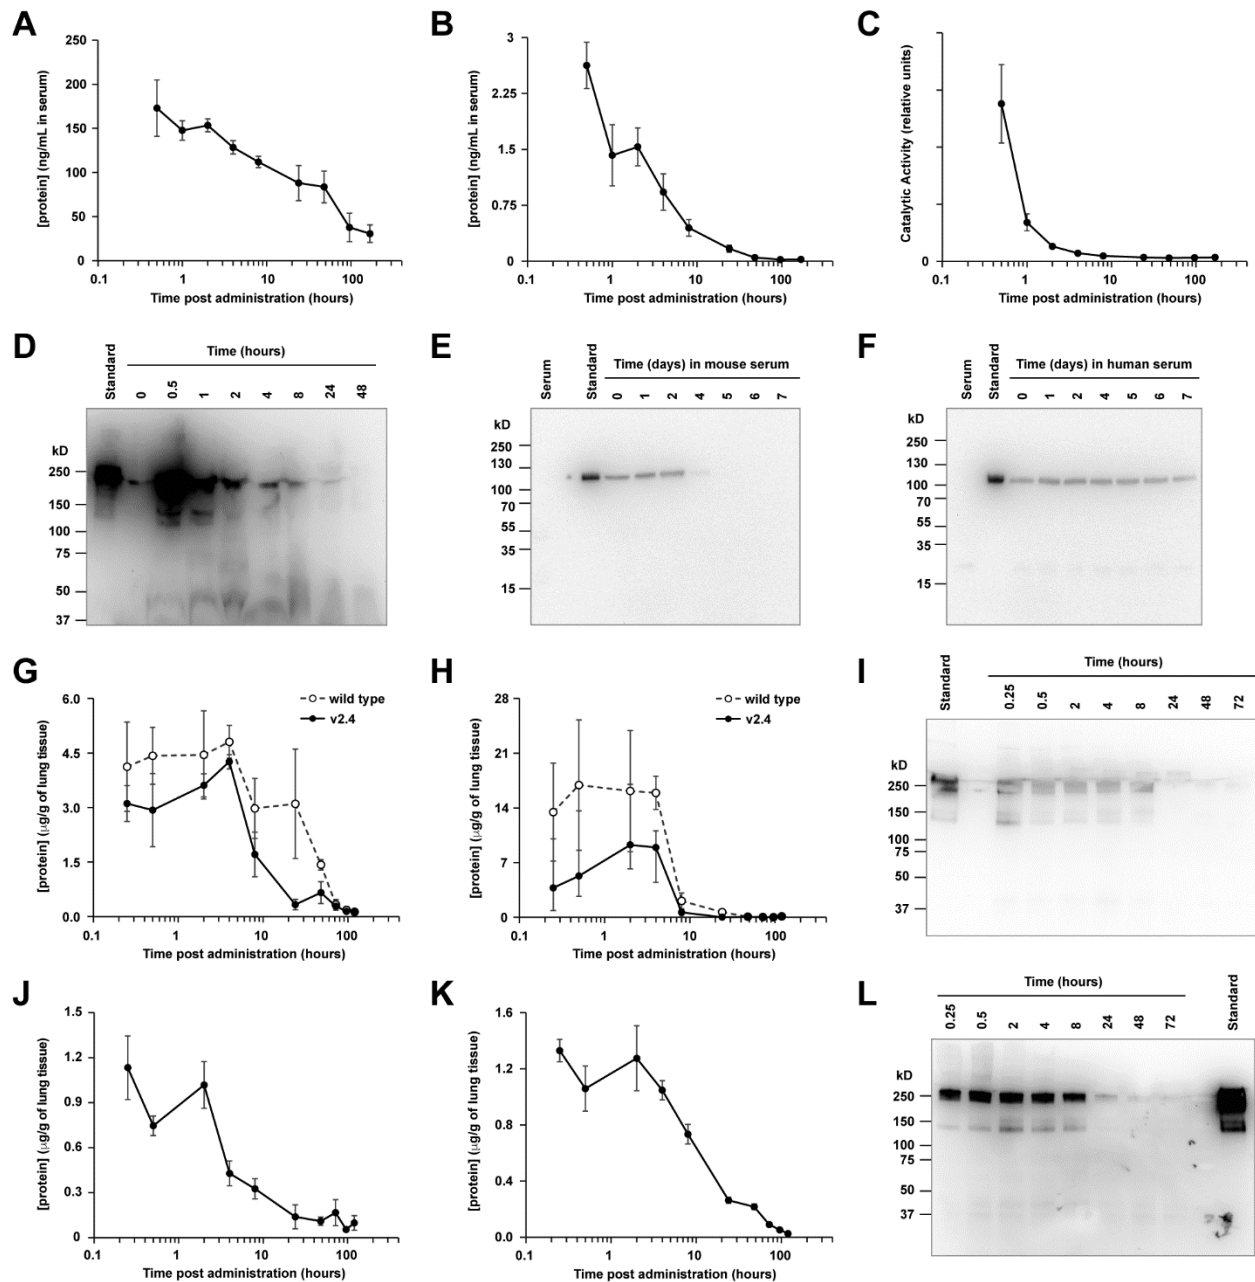 A
[protein] (ng/mL in serum)
250
200
150
100
50
0
0.1 1 10 100
Time post administration (hours)
B
[protein] (ng/mL in serum)
3
2.25
1.5
0.75
0
0.1 1 10 100
Time post administration (hours)
C
Catalytic Activity (relative units)
0.1 1 10 100
Time post administration (hours)
D
Time (hours)
Standard 0 0.5 1 2 4 8 24 48
kD
250
150
100
75
50
37
E
Time (days) in mouse serum
Serum Standard 0 1 2 4 5 6 7
kD
250
130
100
70
55
35
15
F
Time (days) in human serum
Serum Standard 0 1 2 4 5 6 7
kD
250
130
100
70
55
35
15
G
[protein] (µg/g of lung tissue)
6.0
4.5
3.0
1.5
0.0
wild type
v2.4
0.1 1 10 100
Time post administration (hours)
H
[protein] (µg/g of lung tissue)
28
21
14
7
0
wild type
v2.4
0.1 1 10 100
Time post administration (hours)
I
Time (hours)
Standard 0.25 0.5 2 4 8 24 48 72
kD
250
150
100
75
50
37
J
[protein] (µg/g of lung tissue)
1.5
1.2
0.9
0.6
0.3
0
0.1 1 10 100
Time post administration (hours)
K
[protein] (µg/g of lung tissue)
1.6
1.2
0.8
0.4
0
0.1 1 10 100
Time post administration (hours)
L
Time (hours)
0.25 0.5 2 4 8 24 48 72 Standard
kD
250
150
100
75
50
37